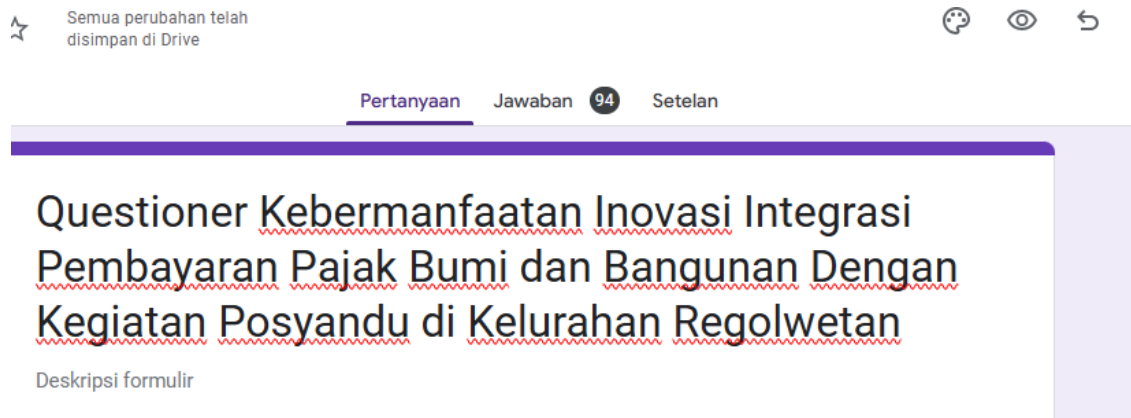 Semua perubahan telah
disimpan di Drive
Pertanyaan Jawaban 94 Setelan
Questioner Kebermanfaatan Inovasi Integrasi
Pembayaran Pajak Bumi dan Bangunan Dengan
Kegiatan Posyandu di Kelurahan Regolwetan
Deskripsi formulir